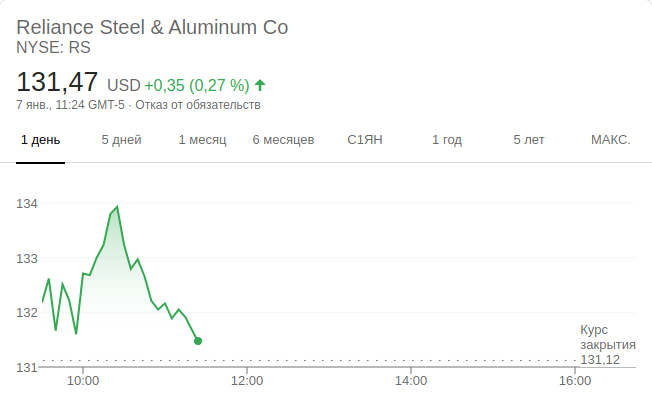 Reliance Steel & Aluminum Co
NYSE: RS
131,47 USD +0,35 (0,27 %)
7 янв., 11:24 GMT-5 · Отказ от обязательств
1 день 5 дней 1 месяц 6 месяцев С1ЯН 1 год 5 лет МАКС.
134
133
132
131
Курс
закрытия
131,12
10:00 12:00 14:00 16:00